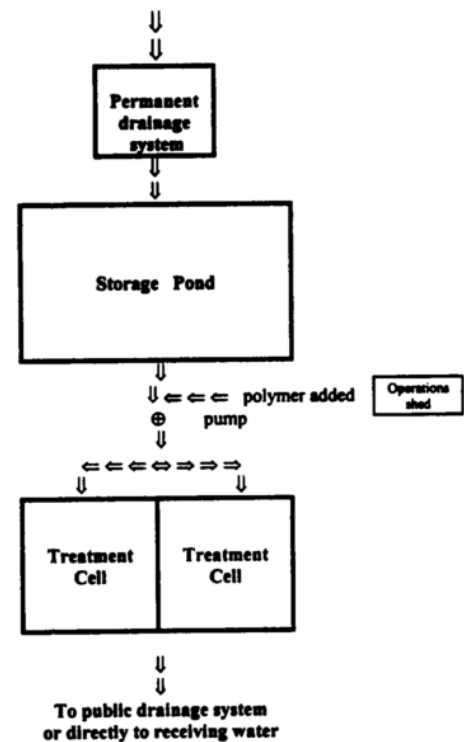 Permanent
drainage
system
Storage Pond
polymer added
Operations
shed
pump
Treatment
Cell
Treatment
Cell
To public drainage system
or directly to receiving water